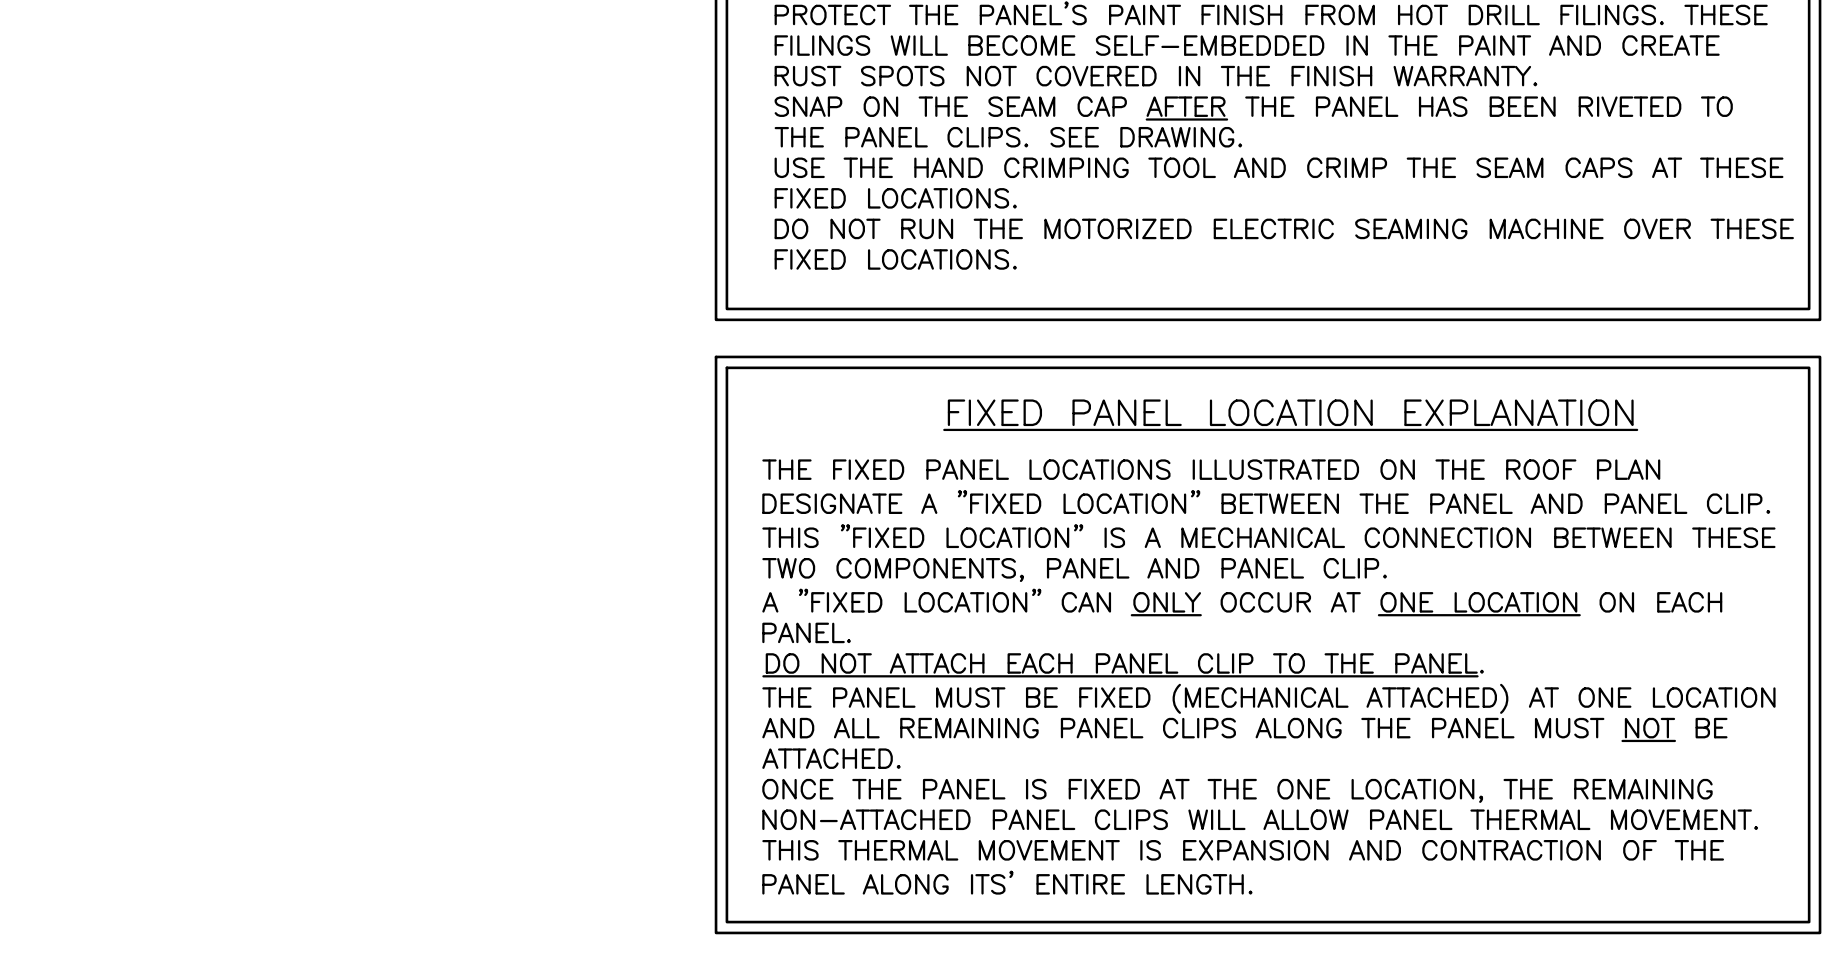 PROTECT THE PANEL'S PAINT FINISH FROM HOT DRILL FILINGS. THESE
FILINGS WILL BECOME SELF-EMBEDDED IN THE PAINT AND CREATE
RUST SPOTS NOT COVERED IN THE FINISH WARRANTY.
SNAP ON THE SEAM CAP AFTER THE PANEL HAS BEEN RIVETED TO
THE PANEL CLIPS. SEE DRAWING.
USE THE HAND CRIMPING TOOL AND CRIMP THE SEAM CAPS AT THESE
FIXED LOCATIONS.
DO NOT RUN THE MOTORIZED ELECTRIC SEAMING MACHINE OVER THESE
FIXED LOCATIONS.
FIXED PANEL LOCATION EXPLANATION
THE FIXED PANEL LOCATIONS ILLUSTRATED ON THE ROOF PLAN
DESIGNATE A "FIXED LOCATION" BETWEEN THE PANEL AND PANEL CLIP.
THIS "FIXED LOCATION" IS A MECHANICAL CONNECTION BETWEEN THESE
TWO COMPONENTS, PANEL AND PANEL CLIP.
A "FIXED LOCATION" CAN ONLY OCCUR AT ONE LOCATION ON EACH
PANEL.
DO NOT ATTACH EACH PANEL CLIP TO THE PANEL.
THE PANEL MUST BE FIXED (MECHANICAL ATTACHED) AT ONE LOCATION
AND ALL REMAINING PANEL CLIPS ALONG THE PANEL MUST NOT BE
ATTACHED.
ONCE THE PANEL IS FIXED AT THE ONE LOCATION, THE REMAINING
NON-ATTACHED PANEL CLIPS WILL ALLOW PANEL THERMAL MOVEMENT.
THIS THERMAL MOVEMENT IS EXPANSION AND CONTRACTION OF THE
PANEL ALONG ITS' ENTIRE LENGTH.